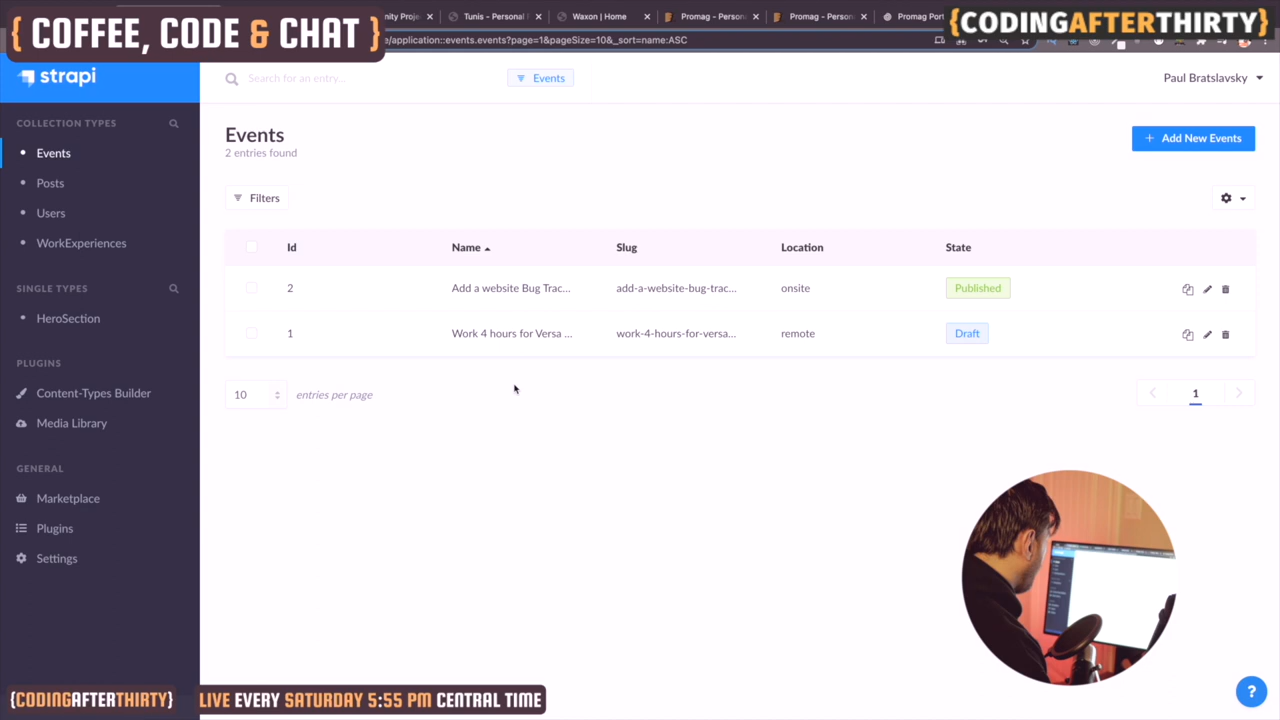 { COFFEE, CODE & CHAT }
nity Proje
Tunis - Personal P
Waxon | Home
Promag - Persona
Promag - Persona
Promag Port
{CODINGAFTERTHIRTY}
/application::events.events?page=1&pageSize=10&_sort=name:ASC
strapi
Search for an entry...
Events
Paul Bratslavsky
COLLECTION TYPES
Events
Posts
Users
WorkExperiences
SINGLE TYPES
HeroSection
PLUGINS
Content-Types Builder
Media Library
GENERAL
Marketplace
Plugins
Settings
Events
2 entries found
+ Add New Events
Filters
Id Name Slug Location State
2 Add a website Bug Trac... add-a-website-bug-trac... onsite Published
1 Work 4 hours for Versa ... work-4-hours-for-versa... remote Draft
10 entries per page
1
?
{CODINGAFTERTHIRTY}
LIVE EVERY SATURDAY 5:55 PM CENTRAL TIME